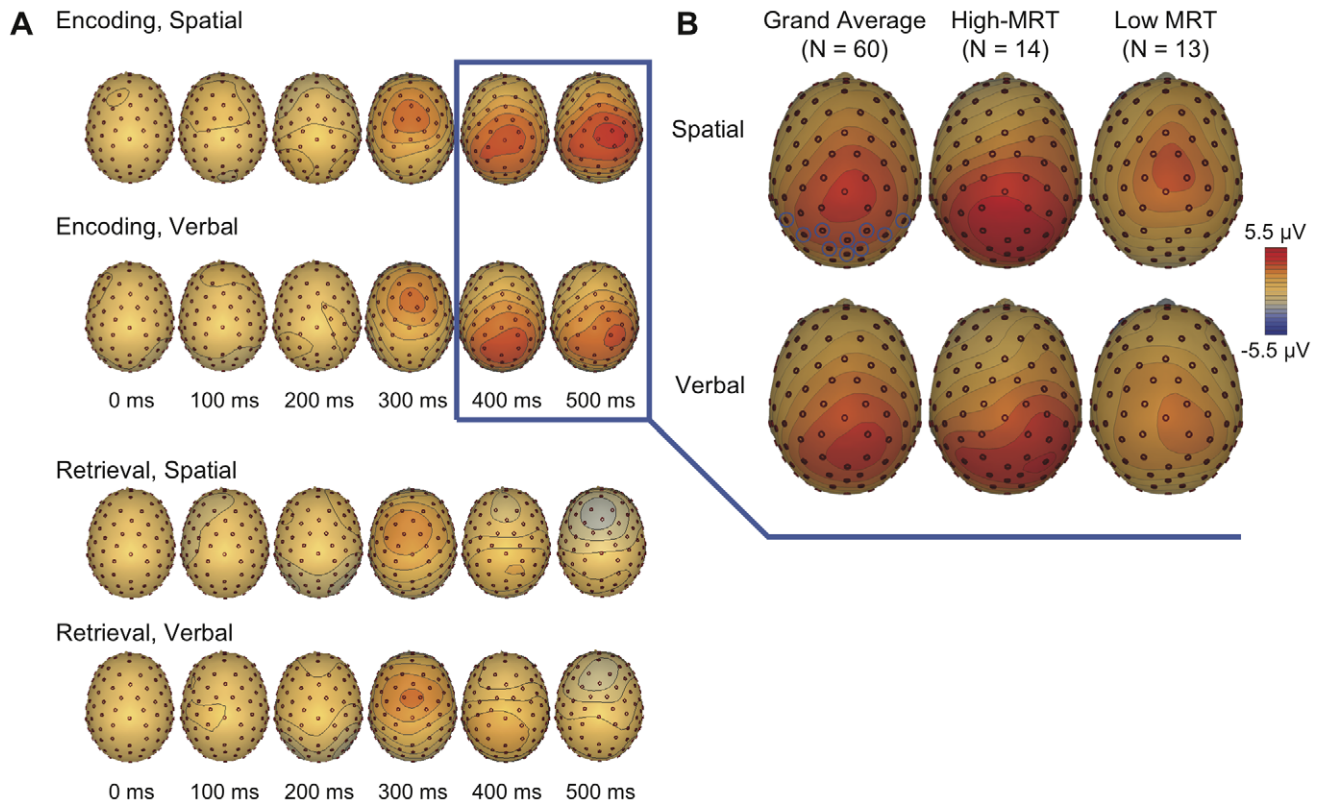 A
Encoding, Spatial
Encoding, Verbal
0 ms 100 ms 200 ms 300 ms 400 ms 500 ms
Retrieval, Spatial
Retrieval, Verbal
0 ms 100 ms 200 ms 300 ms 400 ms 500 ms
B
Grand Average High-MRT Low MRT
(N = 60) (N = 14) (N = 13)
Spatial
Verbal
5.5 µV
-5.5 µV